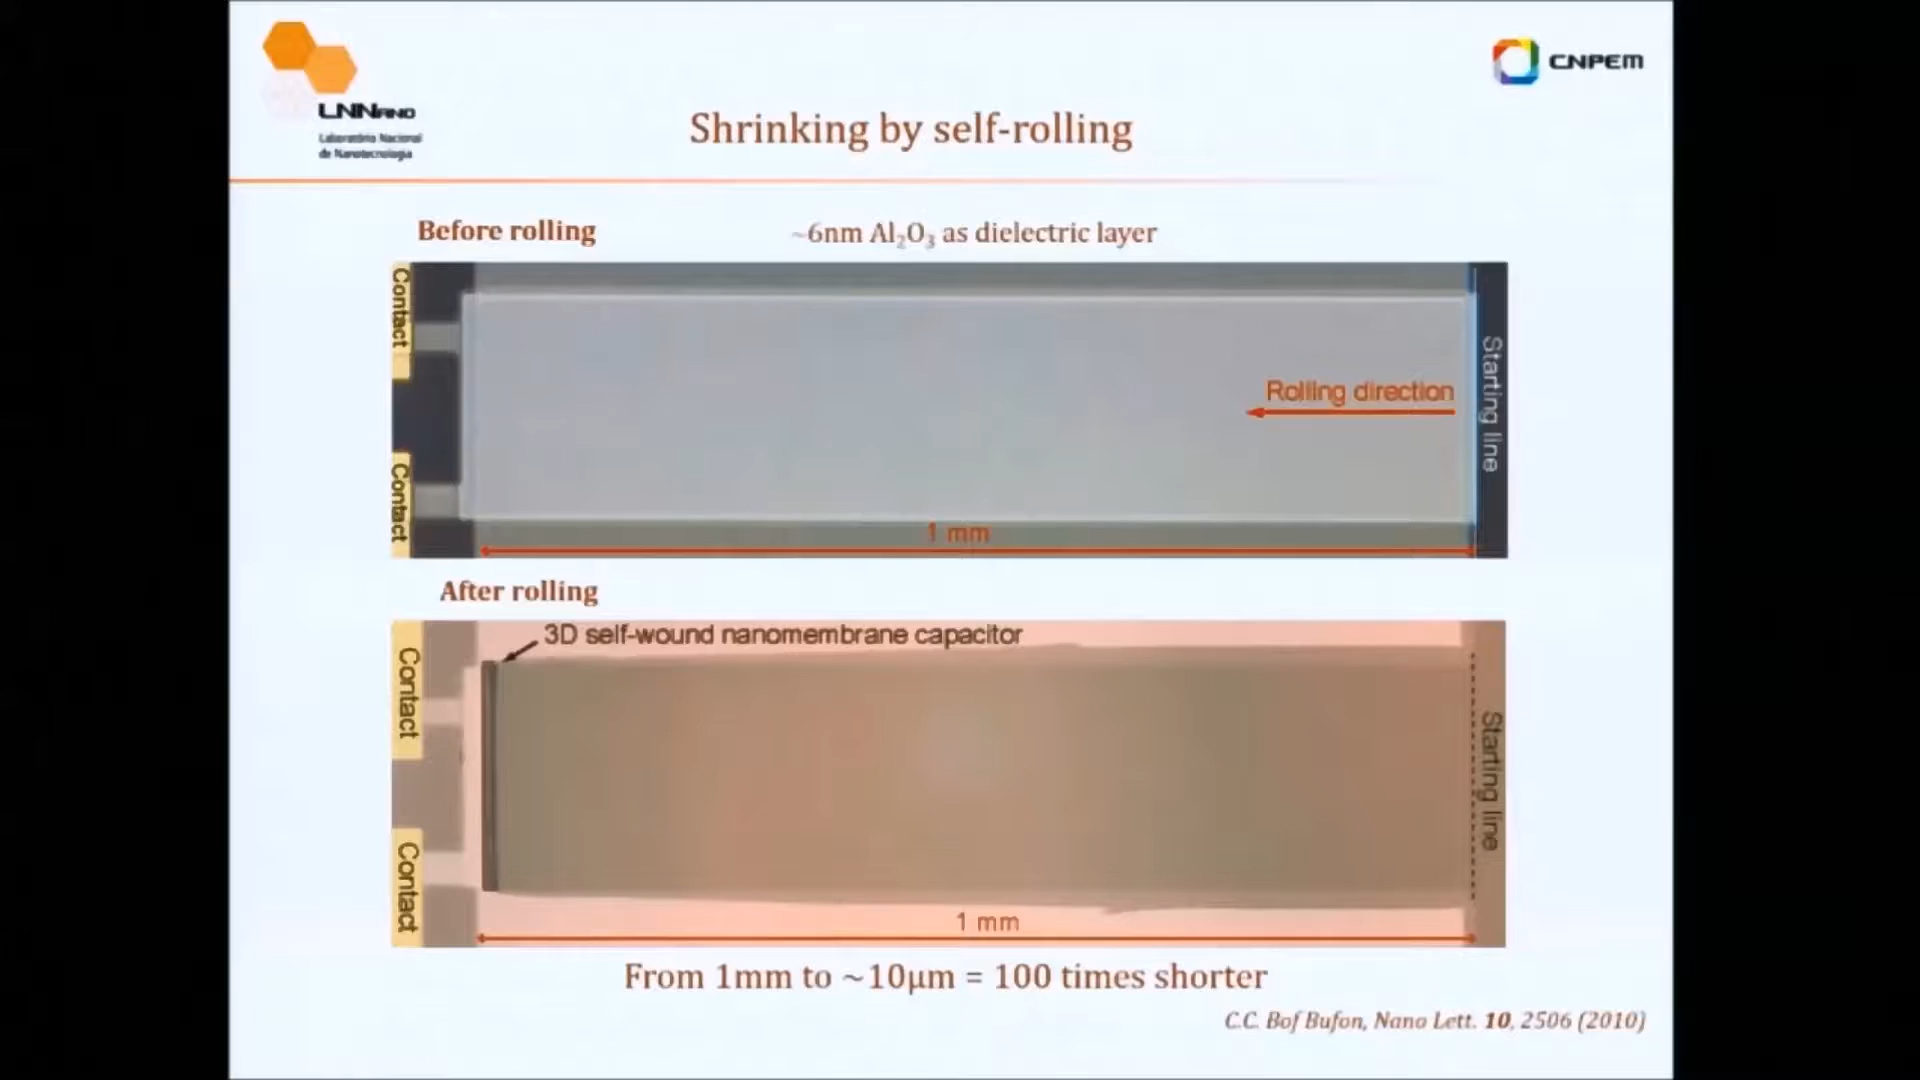 LNNano
Laboratório Nacional
de Nanotecnologia
CNPEM
Shrinking by self-rolling
Before rolling
~6nm Al₂O₃ as dielectric layer
Contact
Contact
Rolling direction
Starting line
1 mm
After rolling
3D self-wound nanomembrane capacitor
Contact
Contact
Starting line
1 mm
From 1mm to ~10µm = 100 times shorter
C.C. Bof Bufon, Nano Lett. 10, 2506 (2010)